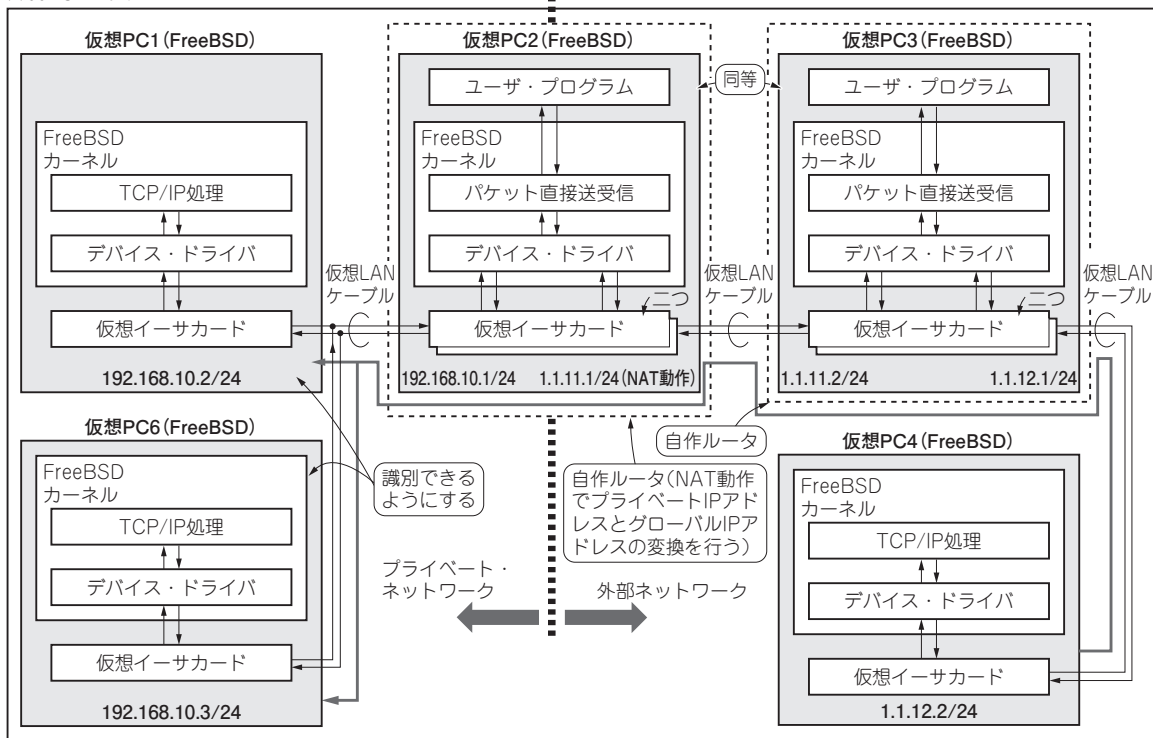 仮想PC1(FreeBSD)
FreeBSD
カーネル
TCP/IP処理
デバイス・ドライバ
仮想イーサカード
192.168.10.2/24
仮想LAN
ケーブル
仮想PC2(FreeBSD)
ユーザ・プログラム
FreeBSD
カーネル
パケット直接送受信
デバイス・ドライバ
二つ
仮想イーサカード
192.168.10.1/24
1.1.11.1/24(NAT動作)
同等
仮想LAN
ケーブル
仮想PC3(FreeBSD)
ユーザ・プログラム
FreeBSD
カーネル
パケット直接送受信
デバイス・ドライバ
二つ
仮想イーサカード
1.1.11.2/24
1.1.12.1/24
仮想LAN
ケーブル
仮想PC6(FreeBSD)
FreeBSD
カーネル
TCP/IP処理
デバイス・ドライバ
仮想イーサカード
192.168.10.3/24
識別できる
ようにする
プライベート・
ネットワーク
外部ネットワーク
自作ルータ
自作ルータ(NAT動作
でプライベートIPアド
レスとグローバルIPア
ドレスの変換を行う)
仮想PC4(FreeBSD)
FreeBSD
カーネル
TCP/IP処理
デバイス・ドライバ
仮想イーサカード
1.1.12.2/24